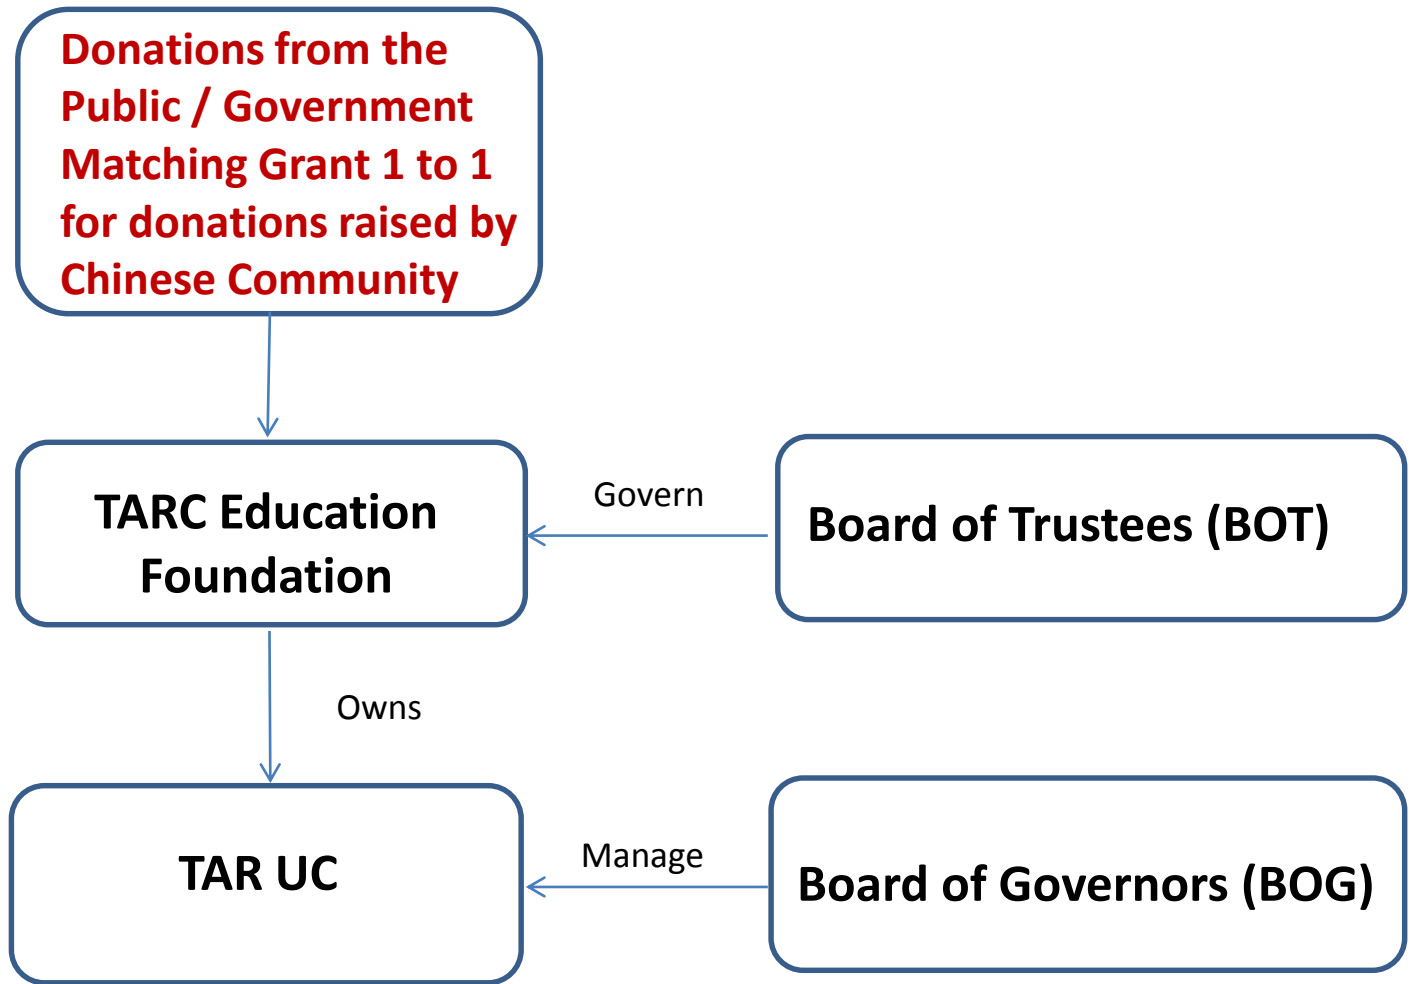 Donations from the
Public / Government
Matching Grant 1 to 1
for donations raised by
Chinese Community
TARC Education
Foundation
Govern
Board of Trustees (BOT)
Owns
TAR UC
Manage
Board of Governors (BOG)